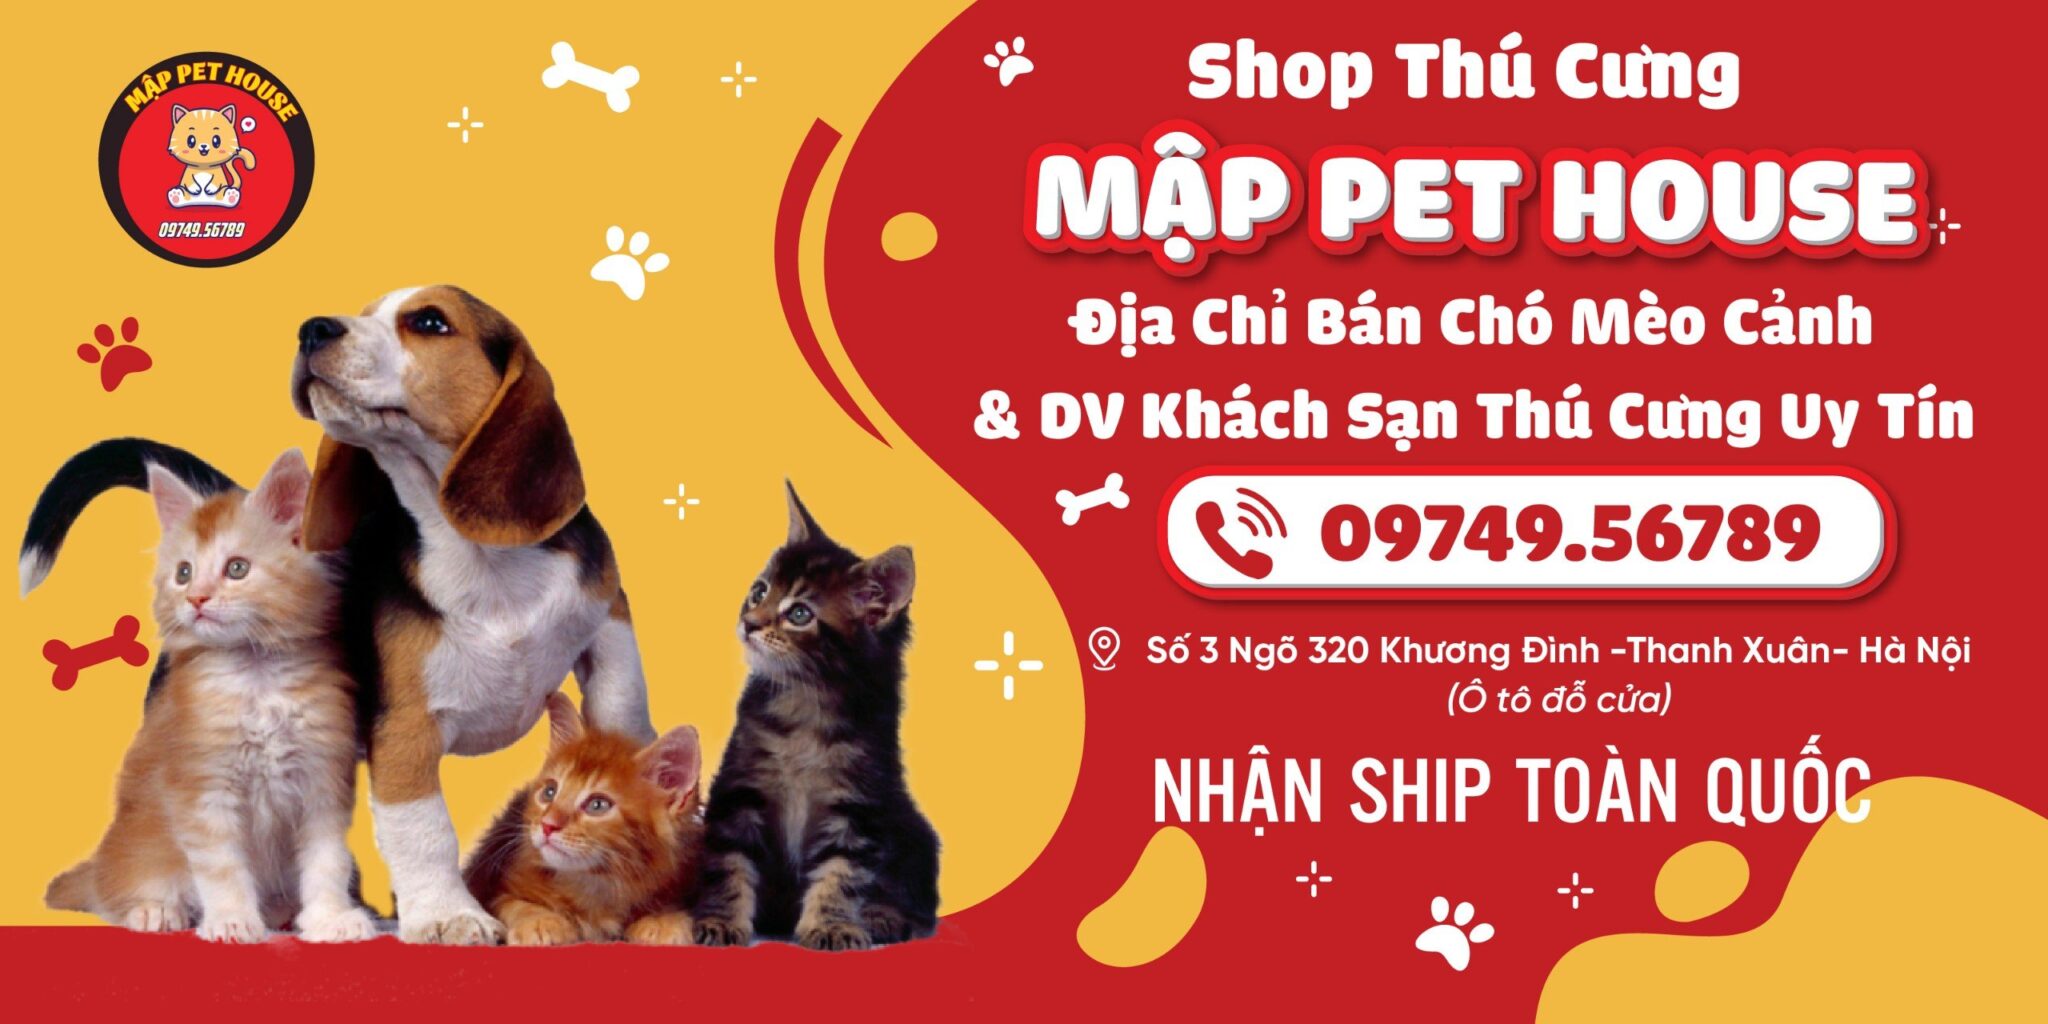 MẬP PET HOUSE
09749.56789
Shop Thú Cưng
MẬP PET HOUSE
Địa Chỉ Bán Chó Mèo Cảnh
& DV Khách Sạn Thú Cưng Uy Tín
09749.56789
Số 3 Ngõ 320 Khương Đình -Thanh Xuân- Hà Nội
(Ô tô đỗ cửa)
NHẬN SHIP TOÀN QUỐC